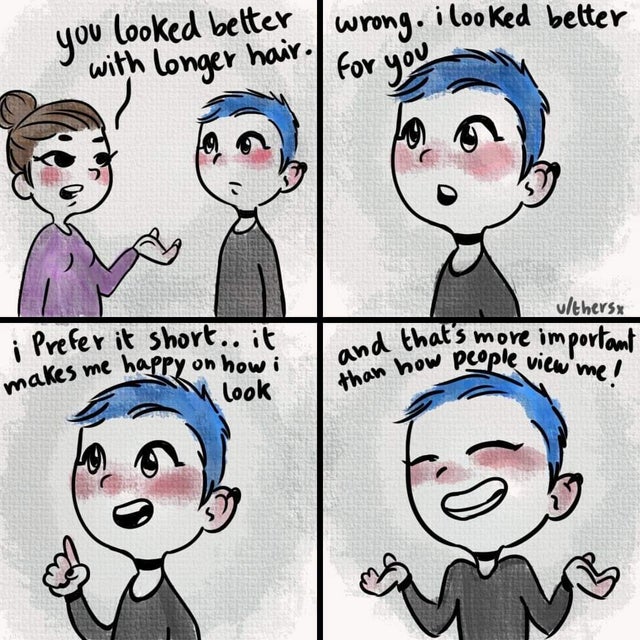 you looked better
with longer hair.
wrong. i looked better
for you
u/thersx
i Prefer it short.. it
makes me happy on how i
look
and that's more important
than how people view me!